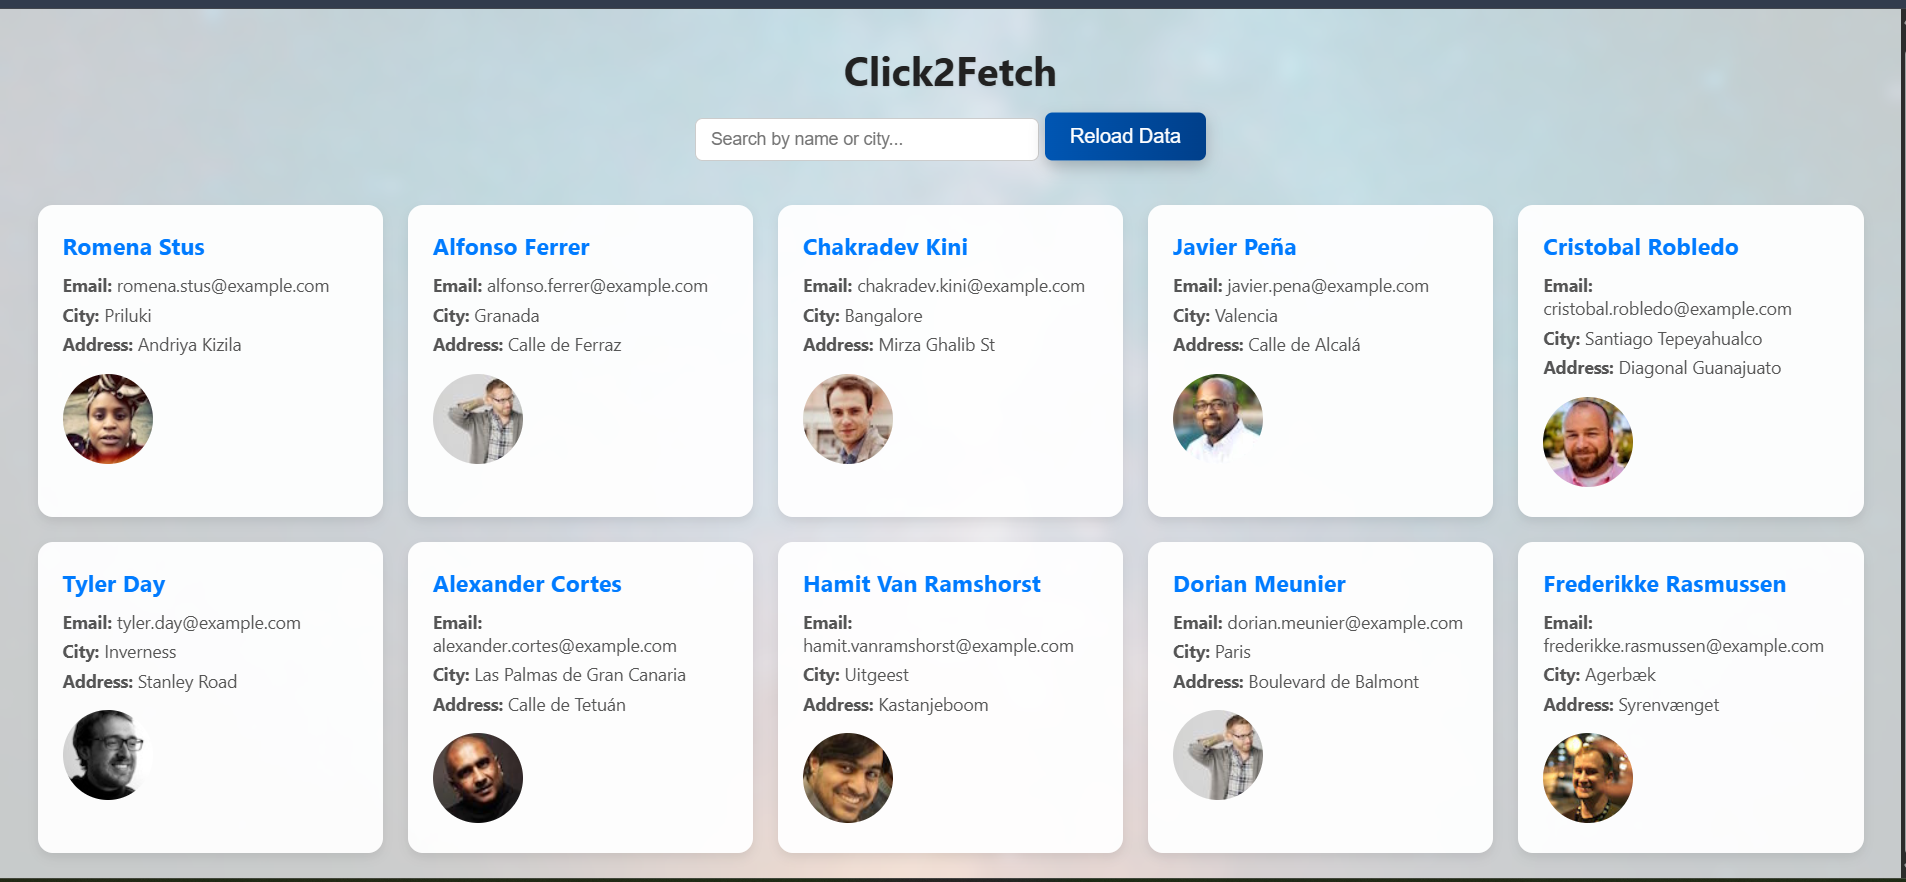 Click2Fetch
Search by name or city...
Reload Data
Romena Stus
Email: romena.stus@example.com
City: Priluki
Address: Andriya Kizila
Alfonso Ferrer
Email: alfonso.ferrer@example.com
City: Granada
Address: Calle de Ferraz
Chakradev Kini
Email: chakradev.kini@example.com
City: Bangalore
Address: Mirza Ghalib St
Javier Peña
Email: javier.pena@example.com
City: Valencia
Address: Calle de Alcalá
Cristobal Robledo
Email:
cristobal.robledo@example.com
City: Santiago Tepeyahualco
Address: Diagonal Guanajuato
Tyler Day
Email: tyler.day@example.com
City: Inverness
Address: Stanley Road
Alexander Cortes
Email:
alexander.cortes@example.com
City: Las Palmas de Gran Canaria
Address: Calle de Tetuán
Hamit Van Ramshorst
Email:
hamit.vanramshorst@example.com
City: Uitgeest
Address: Kastanjeboom
Dorian Meunier
Email: dorian.meunier@example.com
City: Paris
Address: Boulevard de Balmont
Frederikke Rasmussen
Email:
frederikke.rasmussen@example.com
City: Agerbæk
Address: Syrenvænget